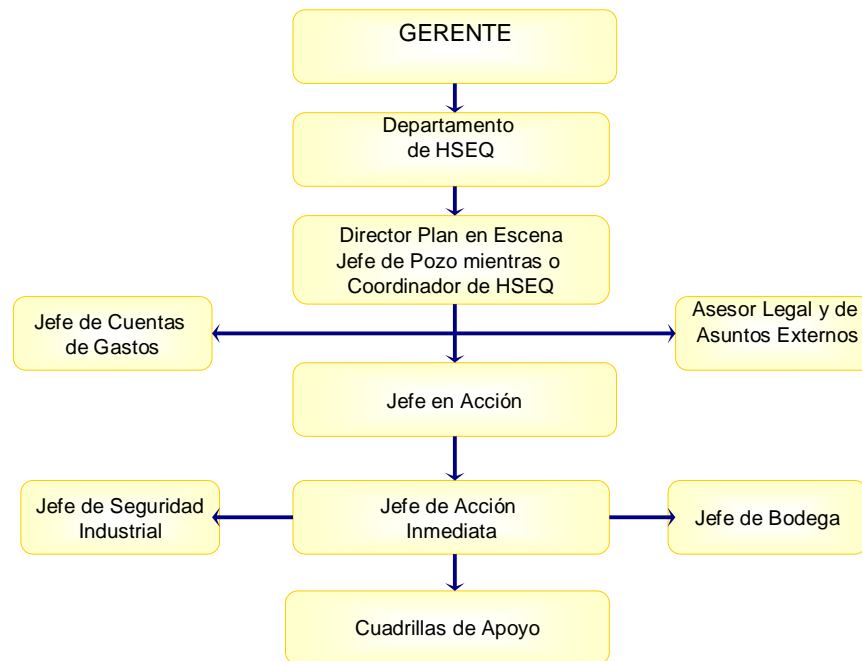 GERENTE
Departamento
de HSEQ
Director Plan en Escena
Jefe de Pozo mientras o
Coordinador de HSEQ
Jefe de Cuentas
de Gastos
Asesor Legal y de
Asuntos Externos
Jefe en Acción
Jefe de Seguridad
Industrial
Jefe de Acción
Inmediata
Jefe de Bodega
Cuadrillas de Apoyo